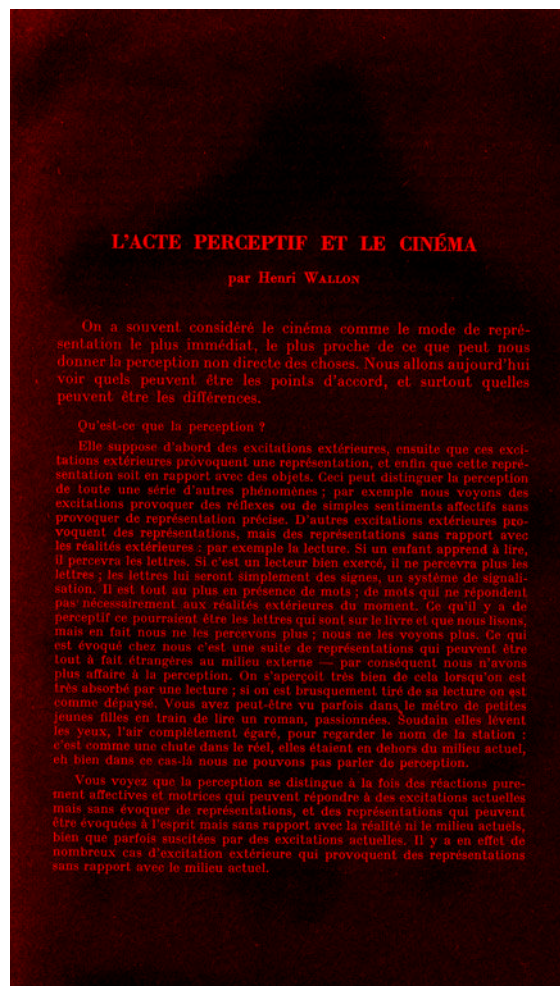 L'ACTE PERCEPTIF ET LE CINÉMA
par Henri WALLON
On a souvent considéré le cinéma comme le mode de repré-
sentation le plus immédiat, le plus proche de ce que peut nous
donner la perception non directe des choses. Nous allons aujourd'hui
voir quels peuvent être les points d'accord, et surtout quelles
peuvent être les différences.
Qu'est-ce que la perception ?
Elle suppose d'abord des excitations extérieures, ensuite que ces exci-
tations extérieures provoquent une représentation, et enfin que cette repré-
sentation soit en rapport avec des objets. Ceci peut distinguer la perception
de toute une série d'autres phénomènes ; par exemple nous voyons des
excitations provoquer des réflexes ou de simples sentiments affectifs sans
provoquer de représentation précise. D'autres excitations extérieures pro-
voquent des représentations, mais des représentations sans rapport avec
les réalités extérieures : par exemple la lecture. Si un enfant apprend à lire,
il percevra les lettres. Si c'est un lecteur bien exercé, il ne percevra plus les
lettres ; les lettres lui seront simplement des signes, un système de signali-
sation. Il est tout au plus en présence de mots ; de mots qui ne répondent
pas nécessairement aux réalités extérieures du moment. Ce qu'il y a de
perceptif ce pourraient être les lettres qui sont sur le livre et que nous lisons,
mais en fait nous ne les percevons plus ; nous ne les voyons plus. Ce qui
est évoqué chez nous c'est une suite de représentations qui peuvent être
tout à fait étrangères au milieu externe — par conséquent nous n'avons
plus affaire à la perception. On s'aperçoit très bien de cela lorsqu'on est
très absorbé par une lecture ; si on est brusquement tiré de sa lecture on est
comme dépaysé. Vous avez peut-être vu parfois dans le métro de petites
jeunes filles en train de lire un roman, passionnées. Soudain elles lèvent
les yeux, l'air complètement égaré, pour regarder le nom de la station :
c'est comme une chute dans le réel, elles étaient en dehors du milieu actuel,
eh bien dans ce cas-là nous ne pouvons pas parler de perception.
Vous voyez que la perception se distingue à la fois des réactions pure-
ment affectives et motrices qui peuvent répondre à des excitations actuelles
mais sans évoquer de représentations, et des représentations qui peuvent
être évoquées à l'esprit mais sans rapport avec la réalité ni le milieu actuels,
bien que parfois suscitées par des excitations actuelles. Il y a en effet de
nombreux cas d'excitation extérieure qui provoquent des représentations
sans rapport avec le milieu actuel.